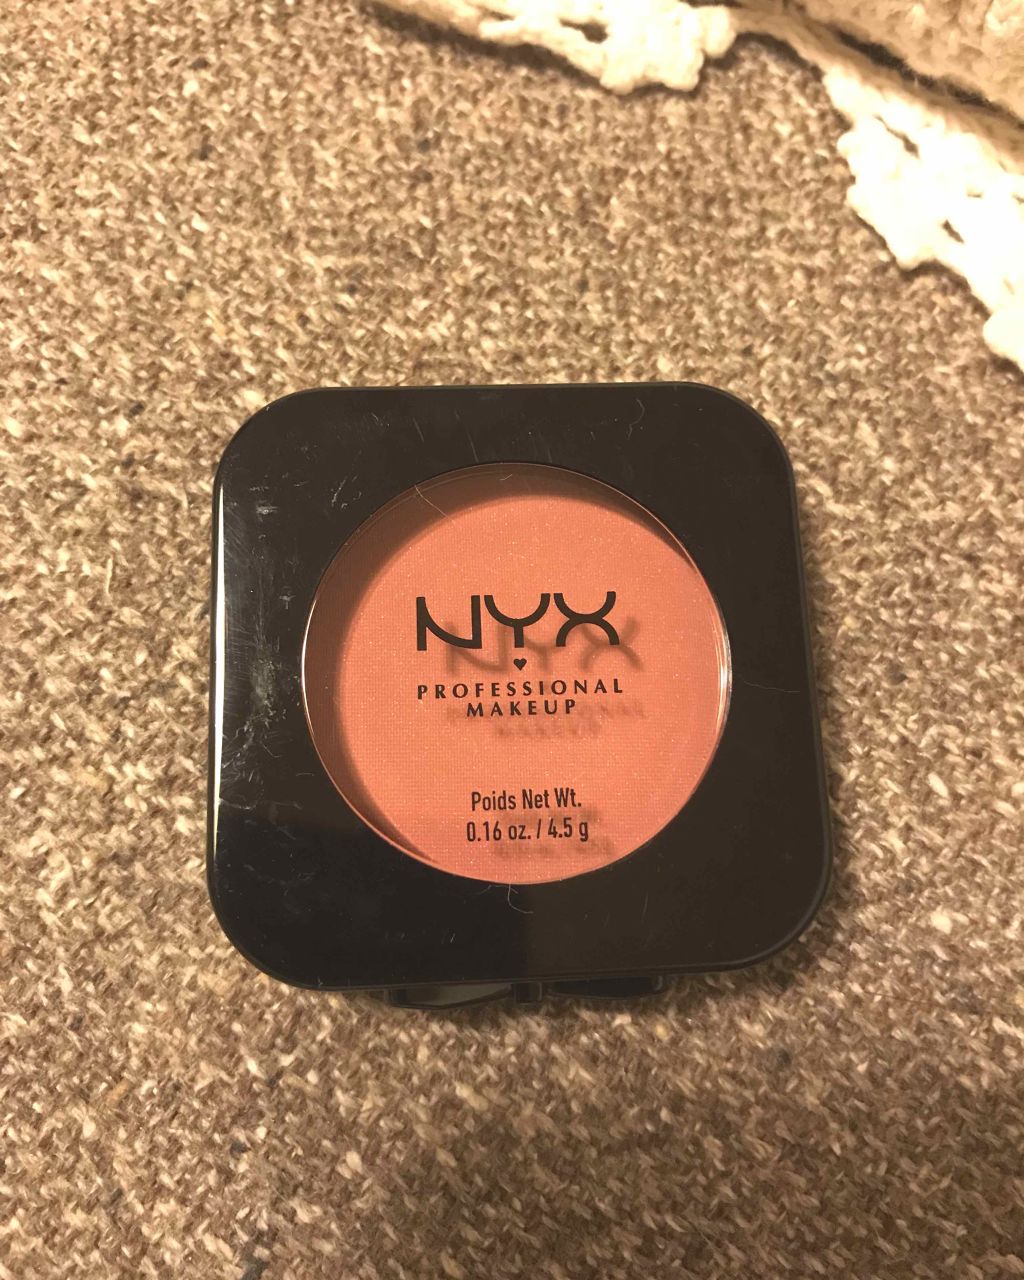 NYX
PROFESSIONAL
MAKEUP
Poids Net Wt.
0.16 oz. / 4.5 g